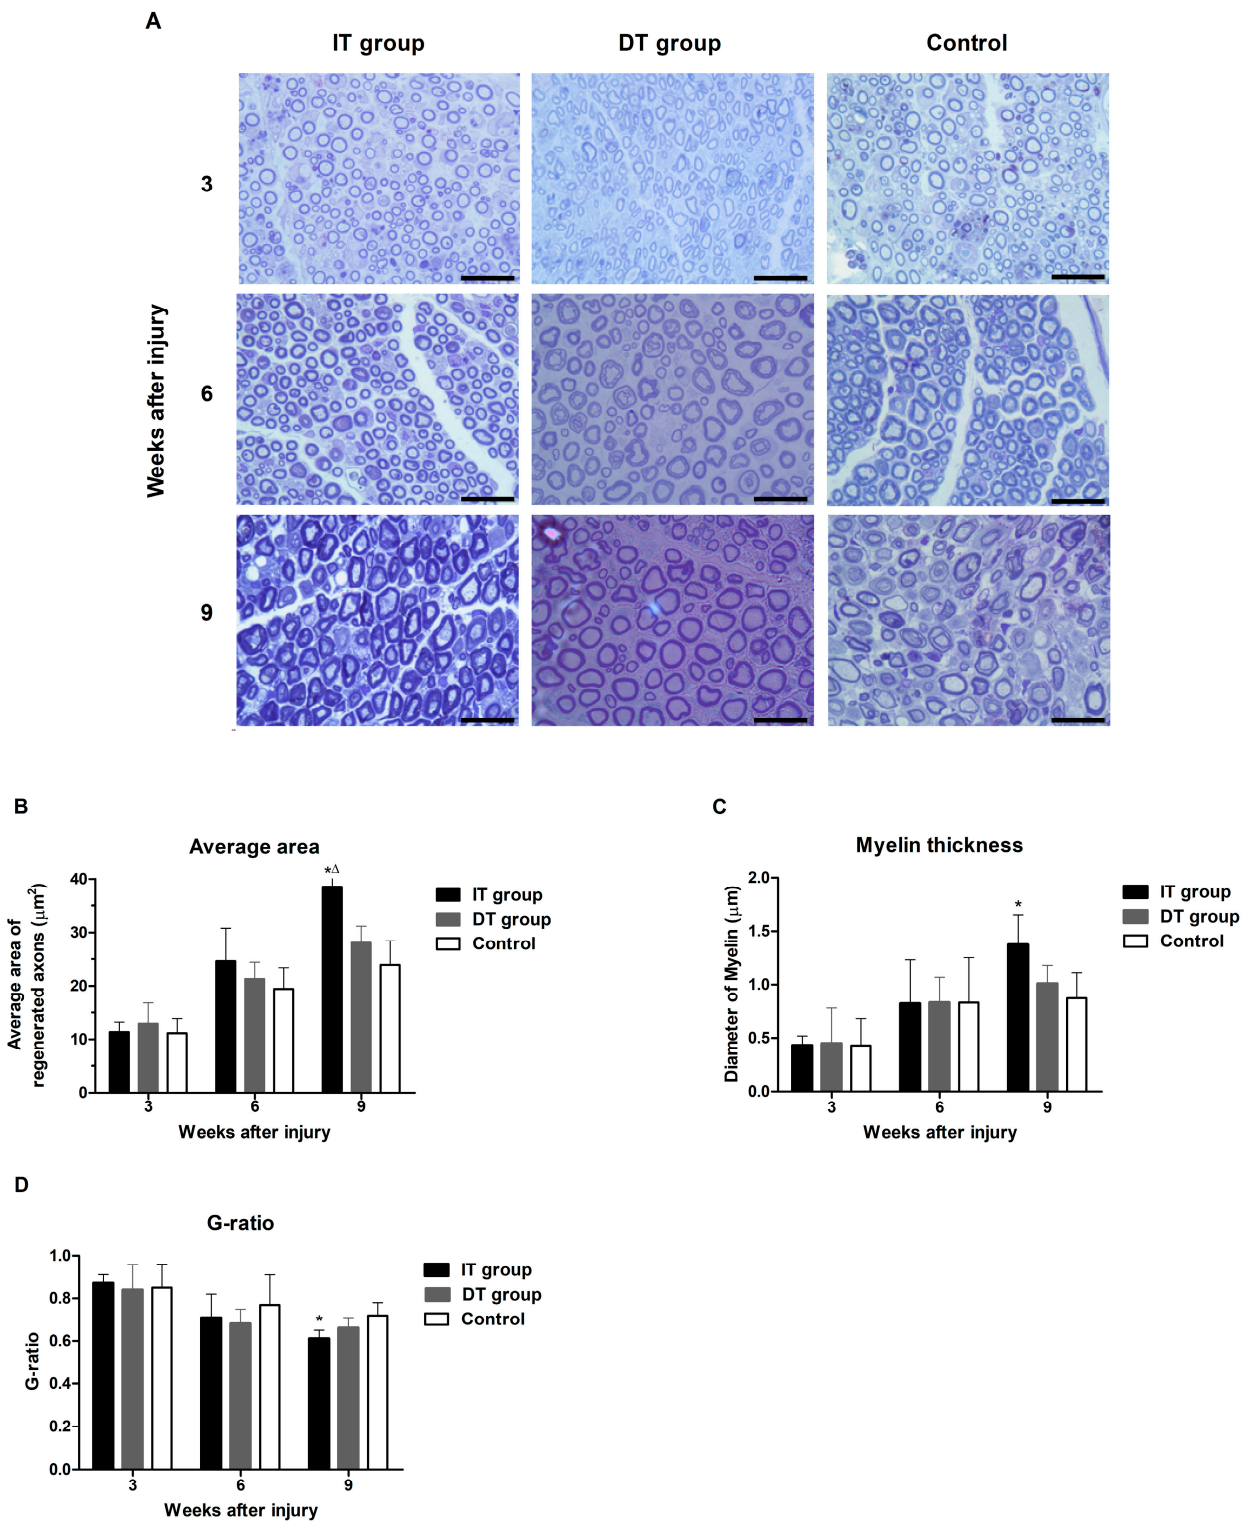 A
IT group
DT group
Control
Weeks after injury
3
6
9
B
Average area
Average area of
regenerated axons (μm²)
40
30
20
10
0
*Δ
3
6
9
Weeks after injury
IT group
DT group
Control
C
Myelin thickness
Diameter of Myelin (μm)
2.0
1.5
1.0
0.5
0.0
*
3
6
9
Weeks after injury
IT group
DT group
Control
D
G-ratio
G-ratio
1.0
0.8
0.6
0.4
0.2
0.0
*
3
6
9
Weeks after injury
IT group
DT group
Control